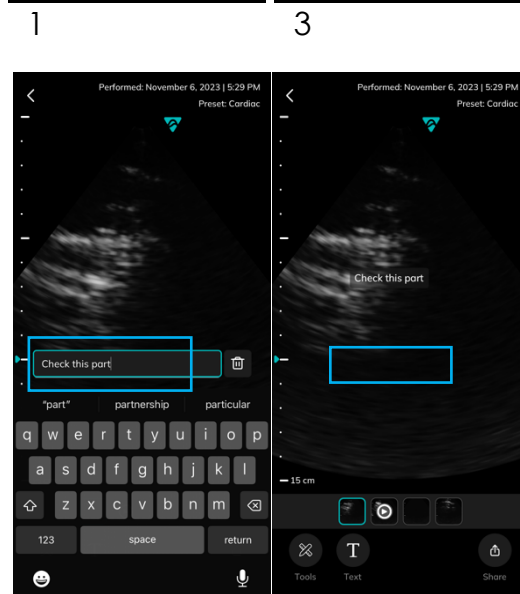 1
3
Performed: November 6, 2023 | 5:29 PM
Preset: Cardiac
Check this part
"part"
partnership
particular
q w e r t y u i o p
a s d f g h j k l
z x c v b n m
123
space
return
Performed: November 6, 2023 | 5:29 PM
Preset: Cardiac
Check this part
15 cm
T
Tools
Text
Share